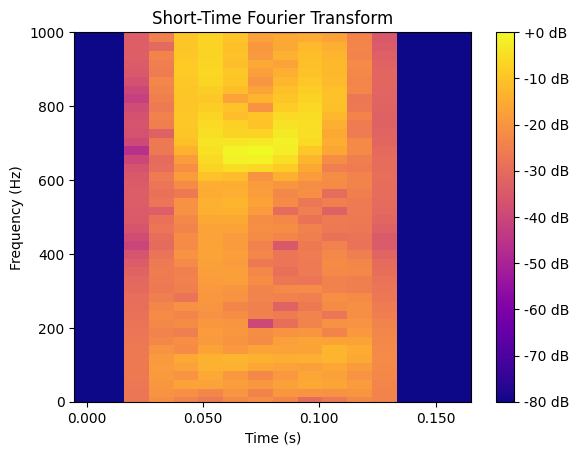 Short-Time Fourier Transform
1000
800
600
400
200
0
Frequency (Hz)
0.000
0.050
0.100
0.150
Time (s)
+0 dB
-10 dB
-20 dB
-30 dB
-40 dB
-50 dB
-60 dB
-70 dB
-80 dB